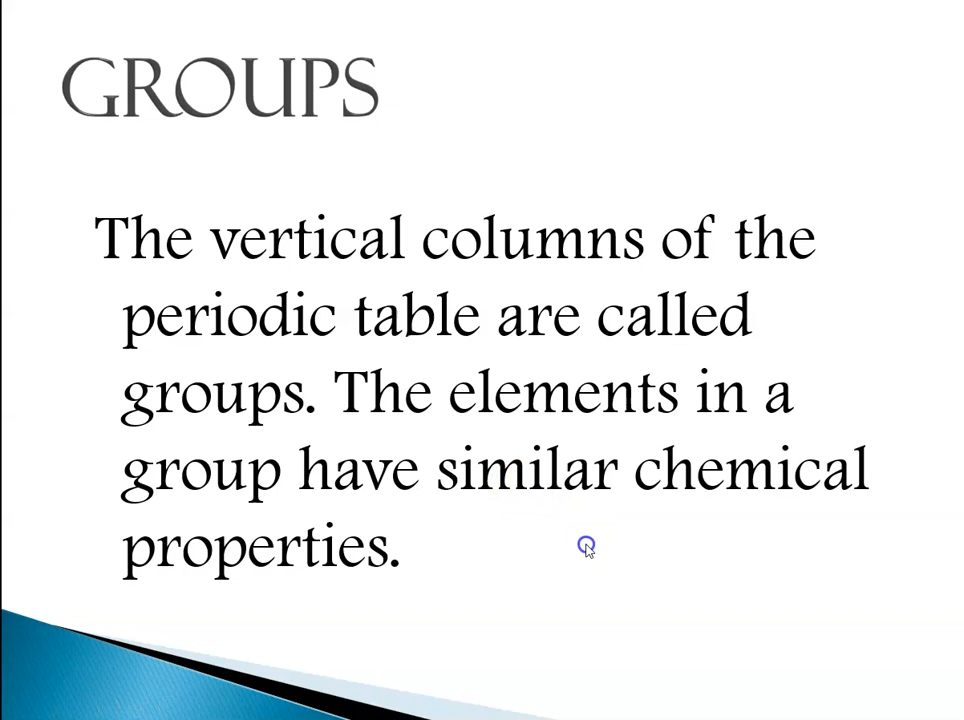 GROUPS
The vertical columns of the
periodic table are called
groups. The elements in a
group have similar chemical
properties.